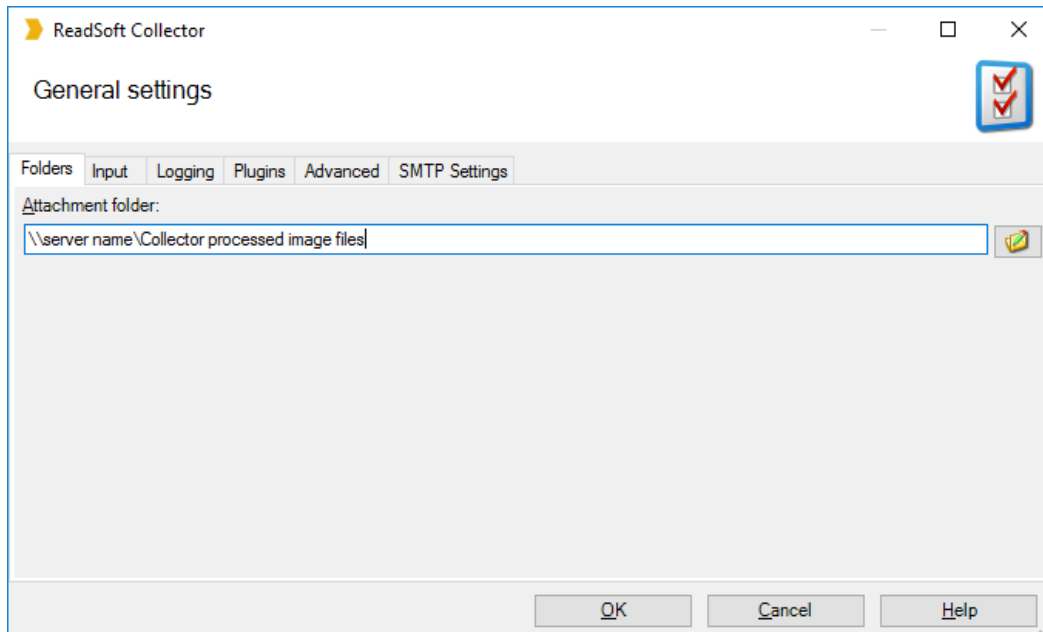 ReadSoft Collector
General settings
Folders Input Logging Plugins Advanced SMTP Settings
Attachment folder:
\\server name\Collector processed image files
OK Cancel Help